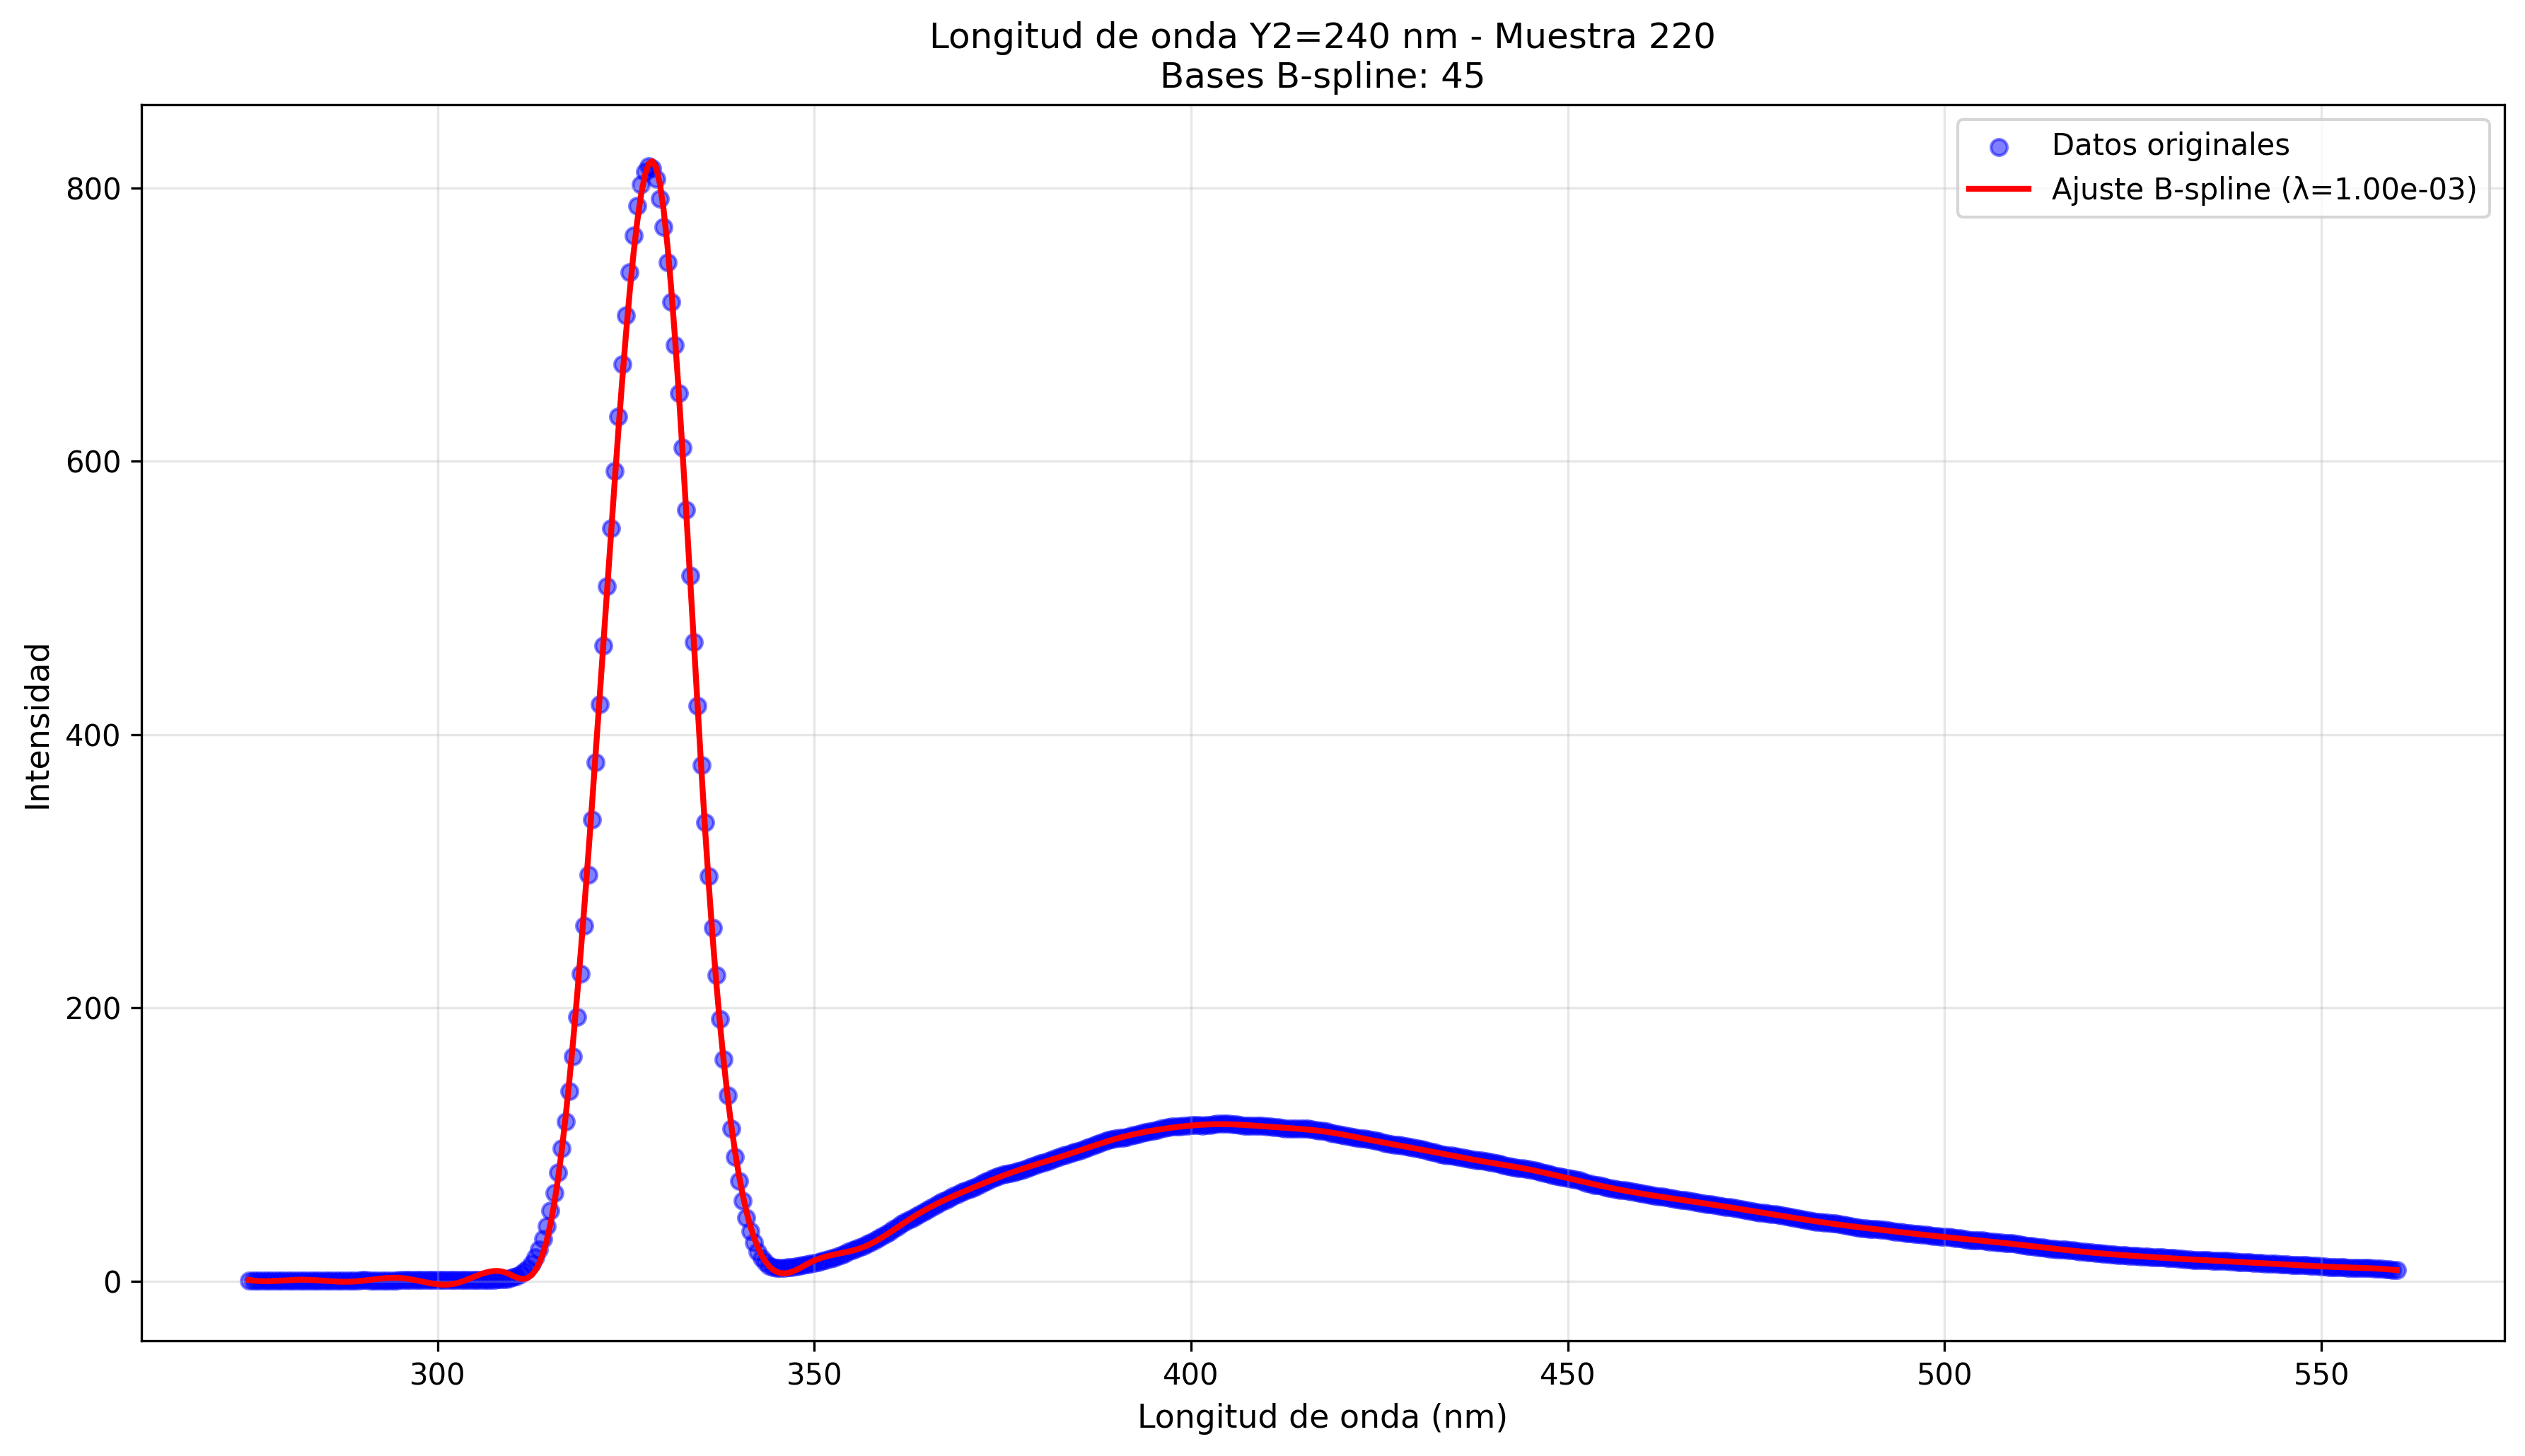 Longitud de onda Y2=240 nm - Muestra 220
Bases B-spline: 45
Datos originales
Ajuste B-spline (λ=1.00e-03)
Intensidad
800
600
400
200
0
300 350 400 450 500 550
Longitud de onda (nm)